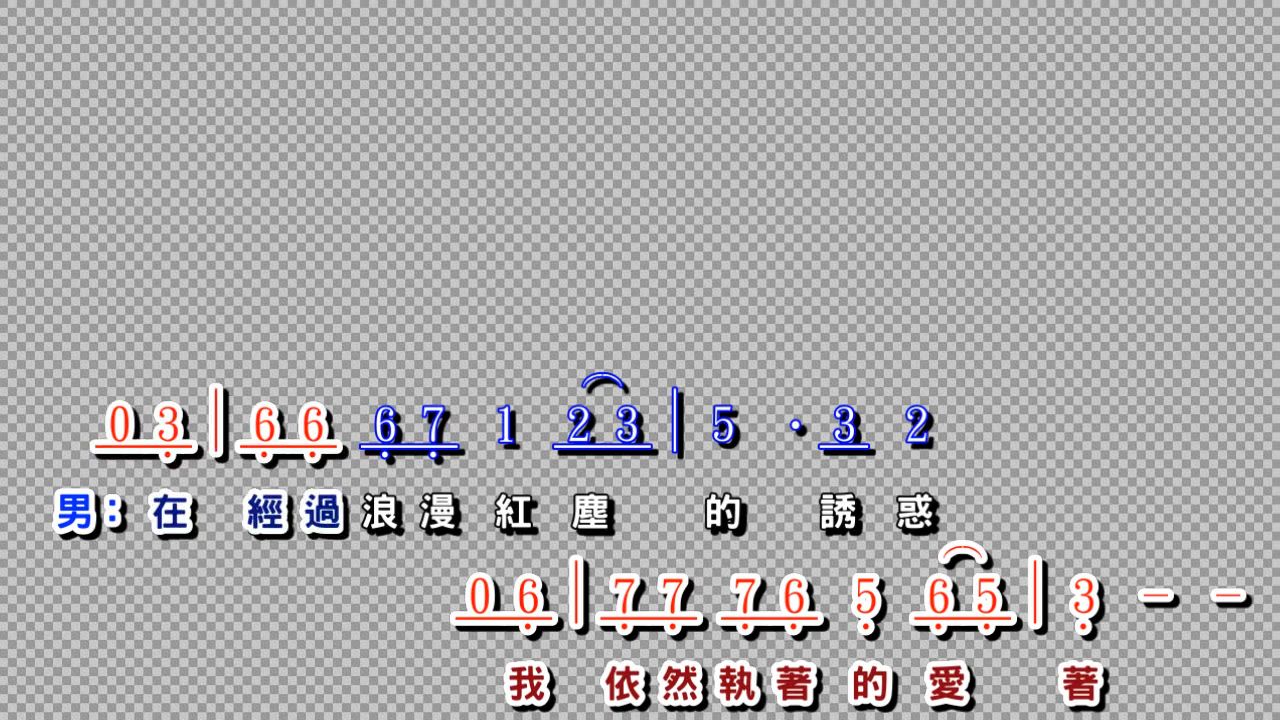 0 3 | 6 6 6 7 1 2 3 | 5 · 3 2
男：在 經 過 浪 漫 紅 塵 的 誘 惑
0 6 | 7 7 7 6 5 6 5 | 3 － －
我 依 然 執 著 的 愛 著